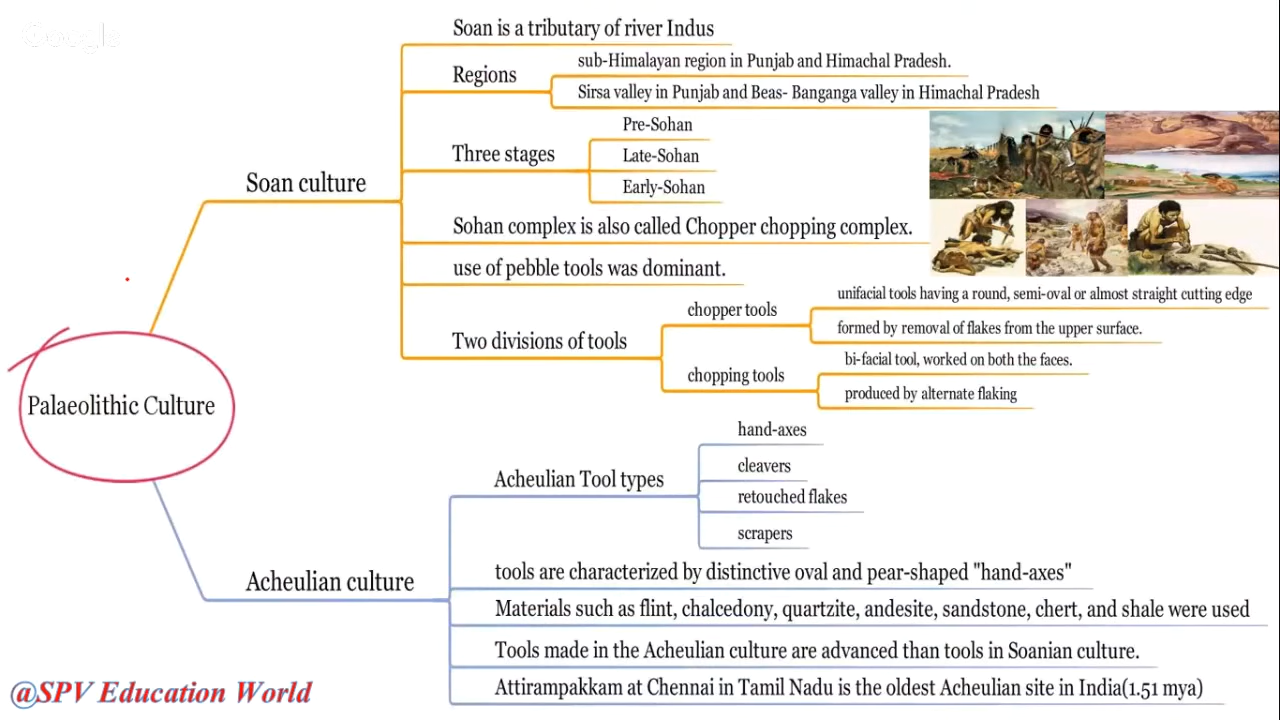 Google
Soan is a tributary of river Indus
Regions
sub-Himalayan region in Punjab and Himachal Pradesh.
Sirsa valley in Punjab and Beas- Banganga valley in Himachal Pradesh
Three stages
Pre-Sohan
Late-Sohan
Early-Sohan
Soan culture
Sohan complex is also called Chopper chopping complex.
use of pebble tools was dominant.
Two divisions of tools
chopper tools
unifacial tools having a round, semi-oval or almost straight cutting edge
formed by removal of flakes from the upper surface.
chopping tools
bi-facial tool, worked on both the faces.
produced by alternate flaking
Palaeolithic Culture
Acheulian culture
Acheulian Tool types
hand-axes
cleavers
retouched flakes
scrapers
tools are characterized by distinctive oval and pear-shaped "hand-axes"
Materials such as flint, chalcedony, quartzite, andesite, sandstone, chert, and shale were used
Tools made in the Acheulian culture are advanced than tools in Soanian culture.
Attirampakkam at Chennai in Tamil Nadu is the oldest Acheulian site in India(1.51 mya)
@SPV Education World